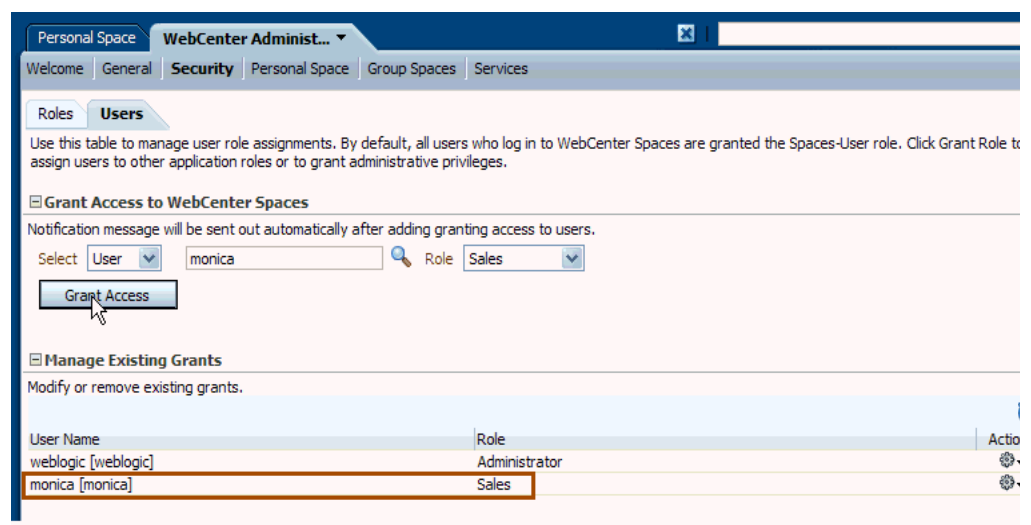 Personal Space WebCenter Administ...
Welcome General Security Personal Space Group Spaces Services
Roles Users
Use this table to manage user role assignments. By default, all users who log in to WebCenter Spaces are granted the Spaces-User role. Click Grant Role to
assign users to other application roles or to grant administrative privileges.
Grant Access to WebCenter Spaces
Notification message will be sent out automatically after adding granting access to users.
Select User monica Role Sales
Grant Access
Manage Existing Grants
Modify or remove existing grants.
User Name Role Actio
weblogic [weblogic] Administrator
monica [monica] Sales